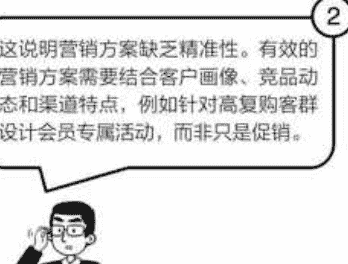 2
这说明营销方案缺乏精准性。有效的
营销方案需要结合客户画像、竞品动
态和渠道特点，例如针对高复购客群
设计会员专属活动，而非只是促销。